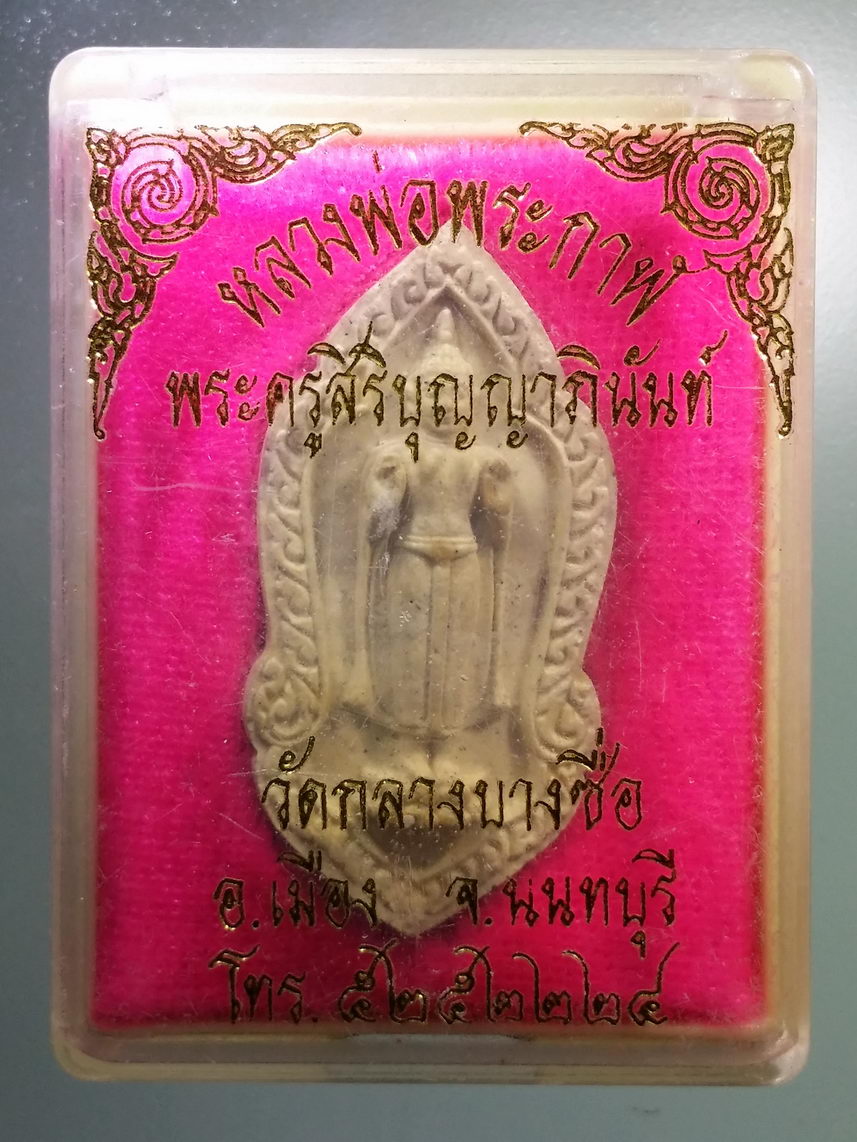 หลวงพ่อพระกาฬ
พระครูสิริบุญญาภินันท์
วัดกลางบางซื่อ
อ.เมือง จ.นนทบุรี
โทร. ๕๒๕๒๒๒๔